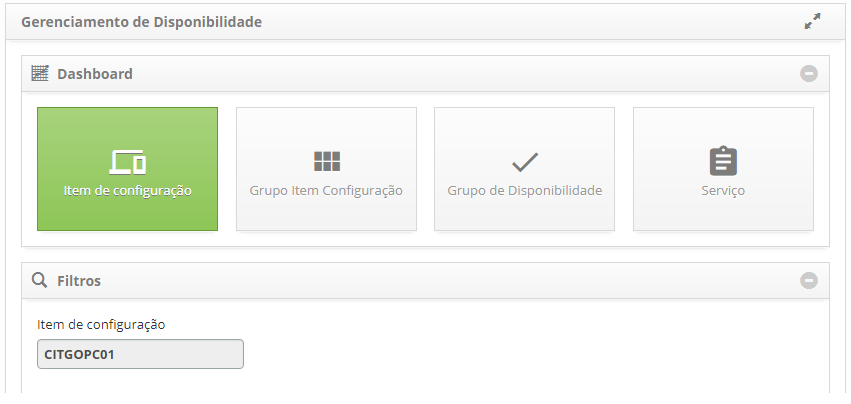 Gerenciamento de Disponibilidade
Dashboard
Item de configuração
Grupo Item Configuração
Grupo de Disponibilidade
Serviço
Filtros
Item de configuração
CITGOPC01